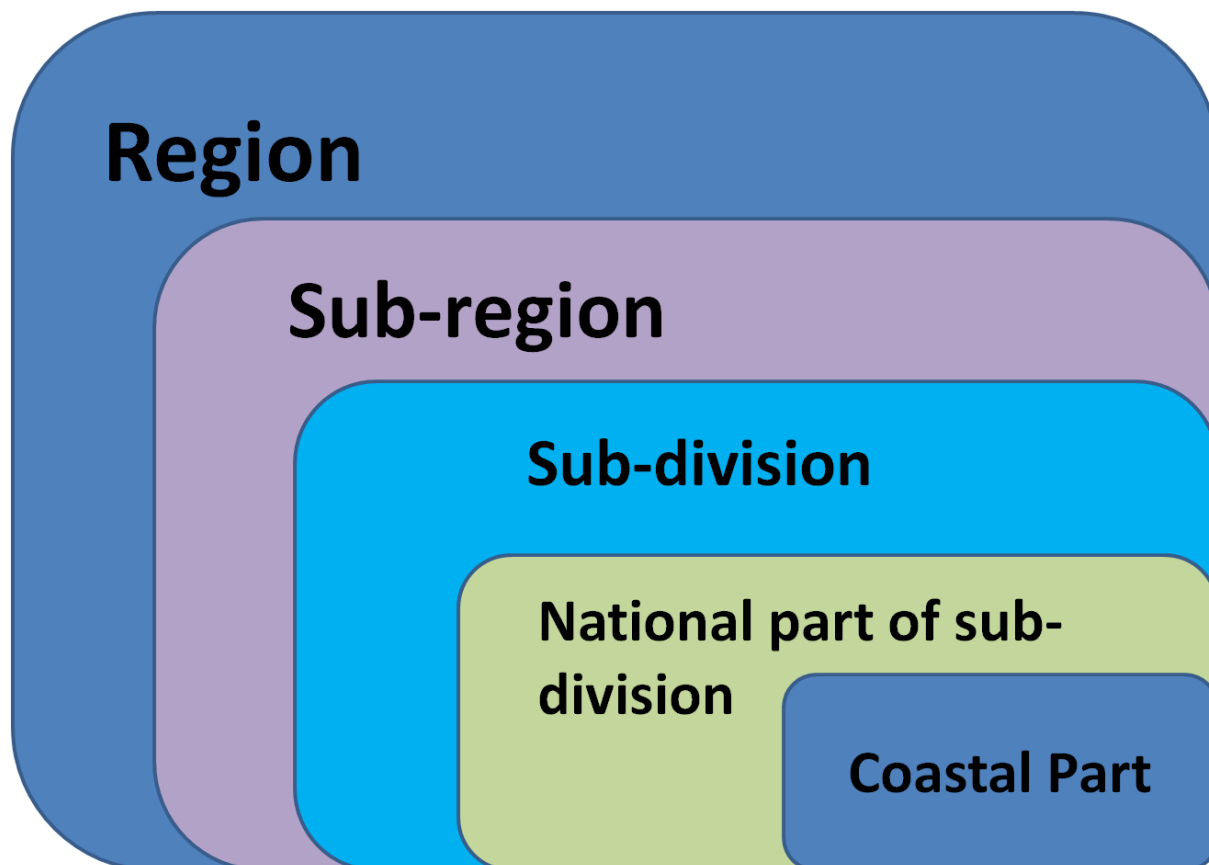 Region
Sub-region
Sub-division
National part of sub-
division
Coastal Part